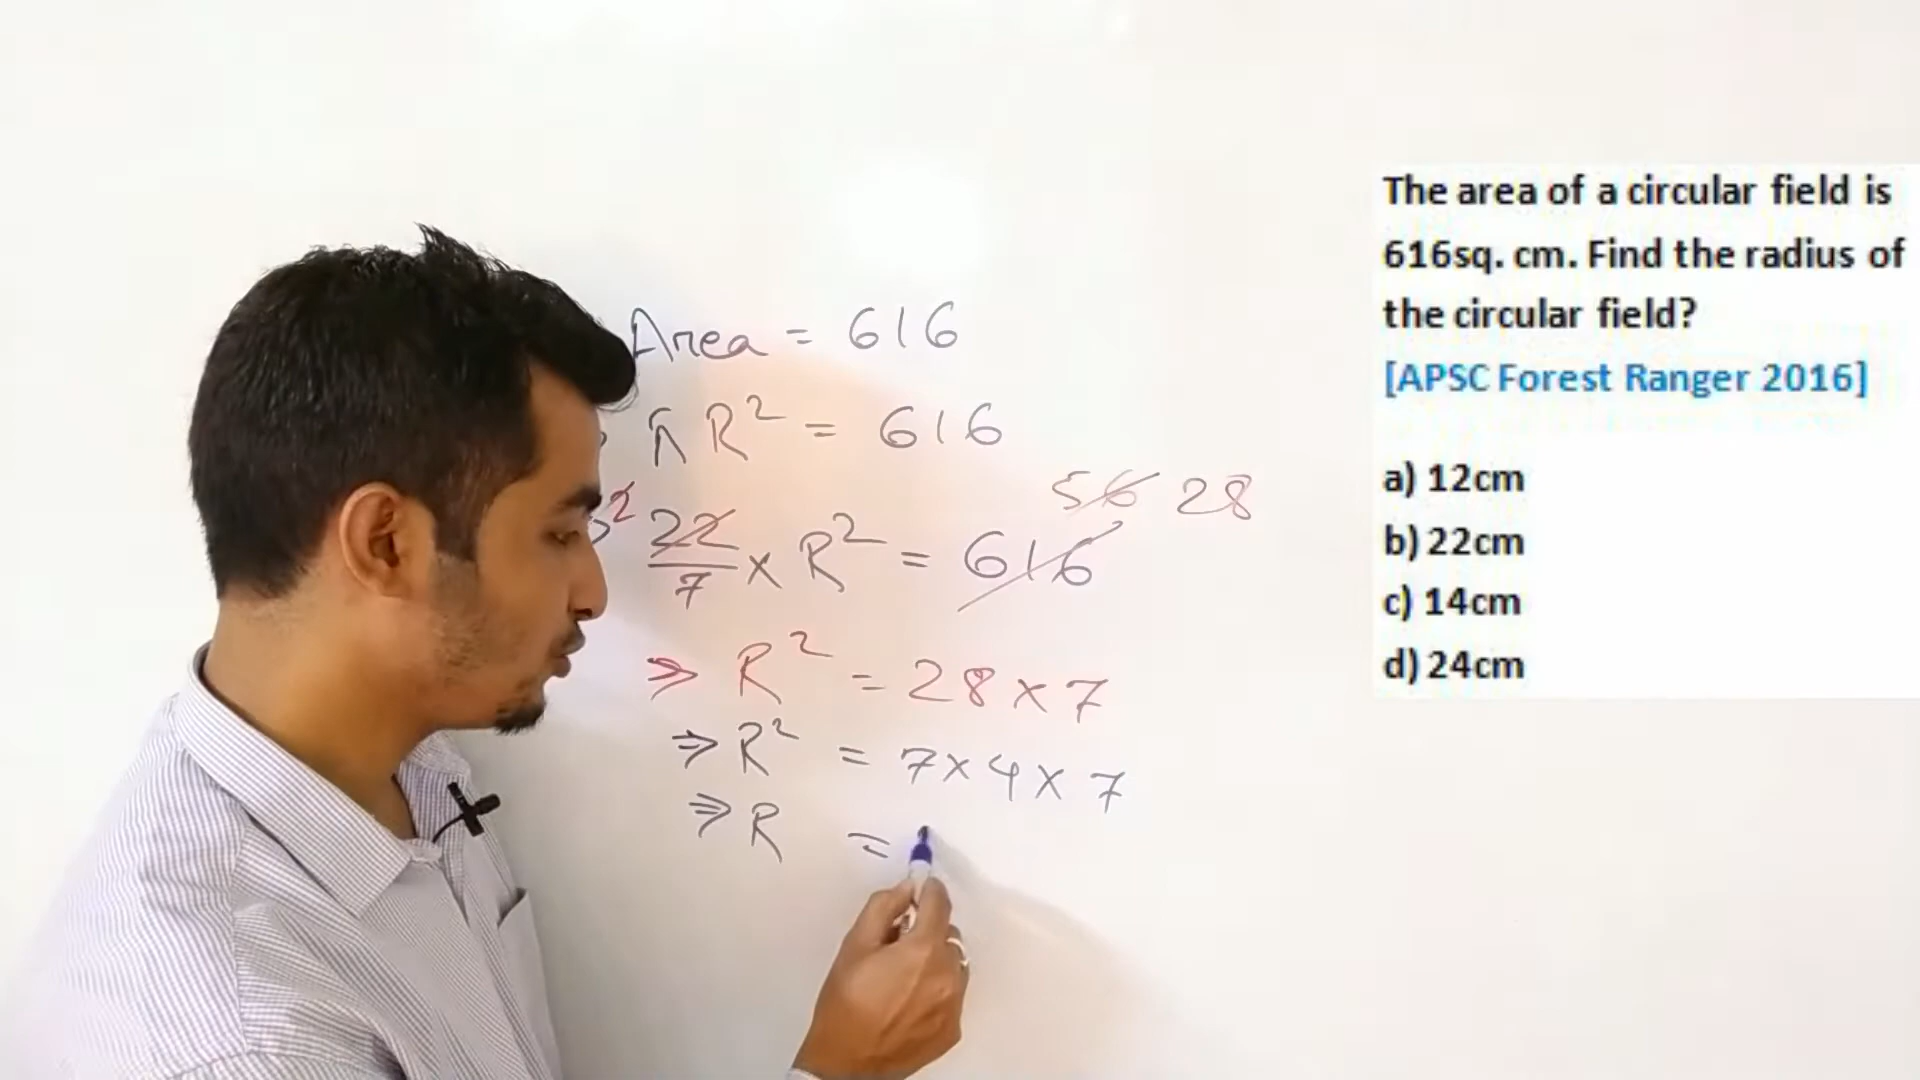 Area = 616
π R² = 616
56 28
2
22/7 × R² = 616
⇒ R² = 28 × 7
⇒ R² = 7 × 4 × 7
⇒ R =
The area of a circular field is
616sq. cm. Find the radius of
the circular field?
[APSC Forest Ranger 2016]
a) 12cm
b) 22cm
c) 14cm
d) 24cm